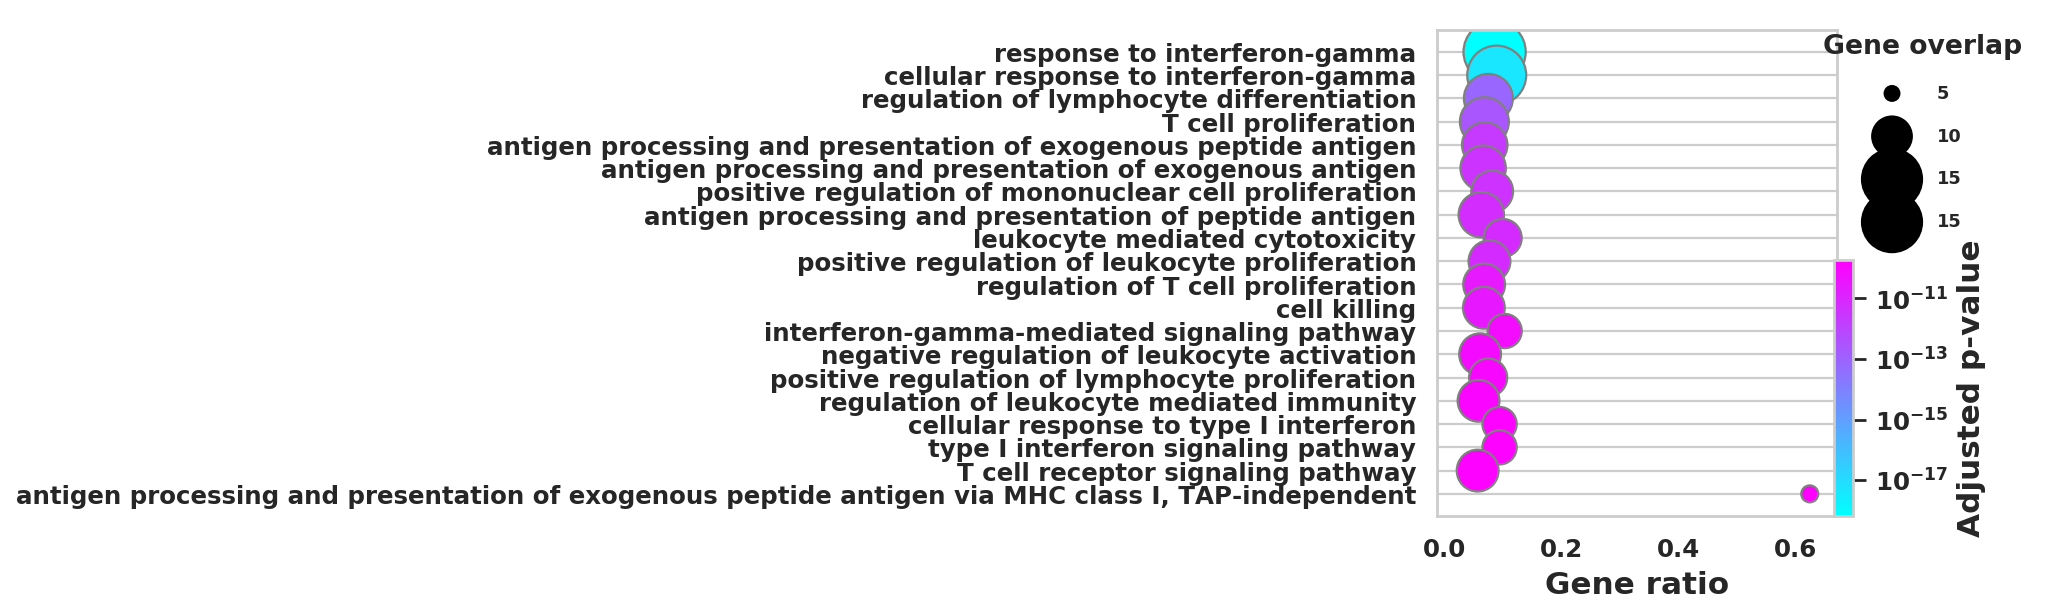 response to interferon-gamma
cellular response to interferon-gamma
regulation of lymphocyte differentiation
T cell proliferation
antigen processing and presentation of exogenous peptide antigen
antigen processing and presentation of exogenous antigen
positive regulation of mononuclear cell proliferation
antigen processing and presentation of peptide antigen
leukocyte mediated cytotoxicity
positive regulation of leukocyte proliferation
regulation of T cell proliferation
cell killing
interferon-gamma-mediated signaling pathway
negative regulation of leukocyte activation
positive regulation of lymphocyte proliferation
regulation of leukocyte mediated immunity
cellular response to type I interferon
type I interferon signaling pathway
T cell receptor signaling pathway
antigen processing and presentation of exogenous peptide antigen via MHC class I, TAP-independent
0.0 0.2 0.4 0.6
Gene ratio
Gene overlap
5
10
15
15
10⁻¹¹
10⁻¹³
10⁻¹⁵
10⁻¹⁷
Adjusted p-value